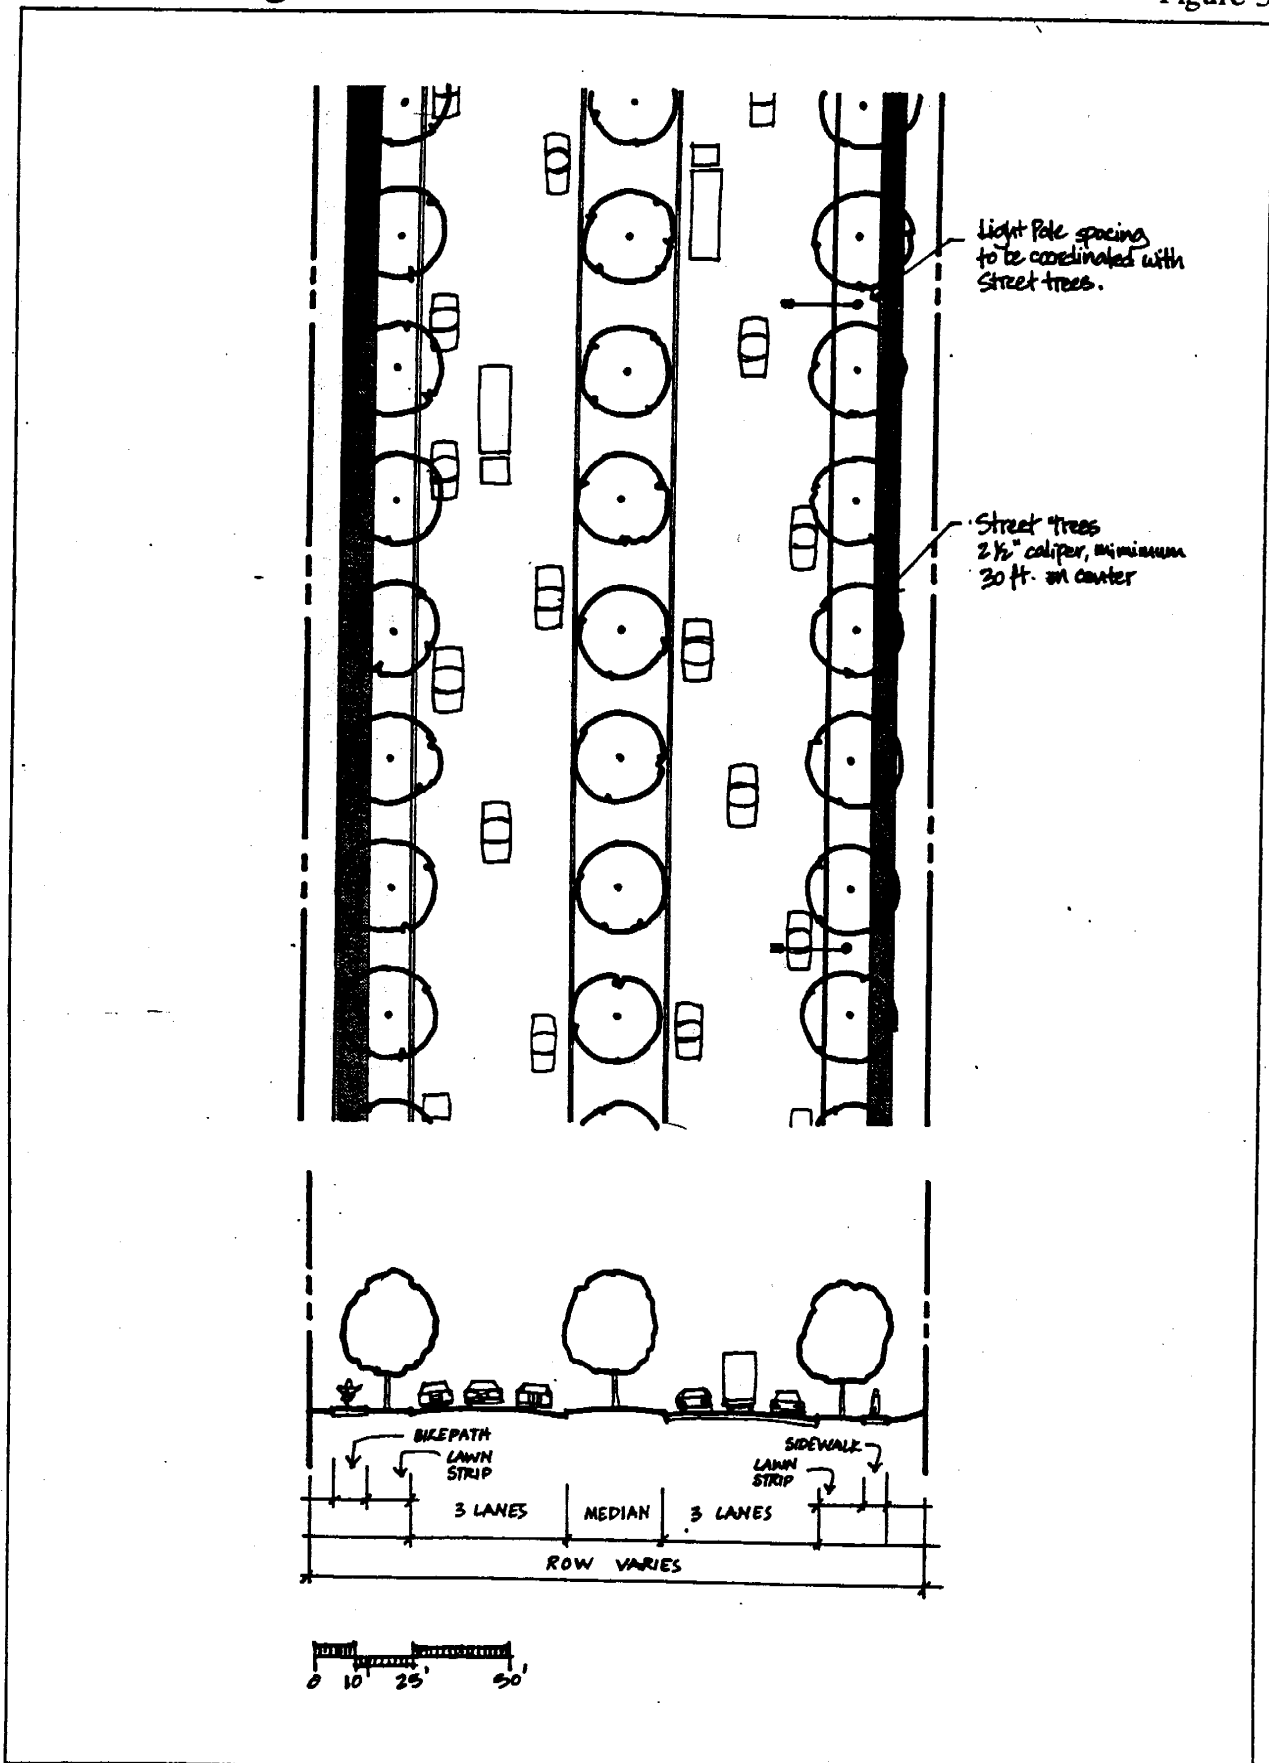 Figure 3
Light Pole spacing
to be coordinated with
Street trees.
Street Trees
2½" caliper, mimimum
30 ft. on center
BIKEPATH
LAWN
STRIP
SIDEWALK
LAWN
STRIP
3 LANES
MEDIAN
3 LANES
ROW VARIES
0 10' 25' 50'